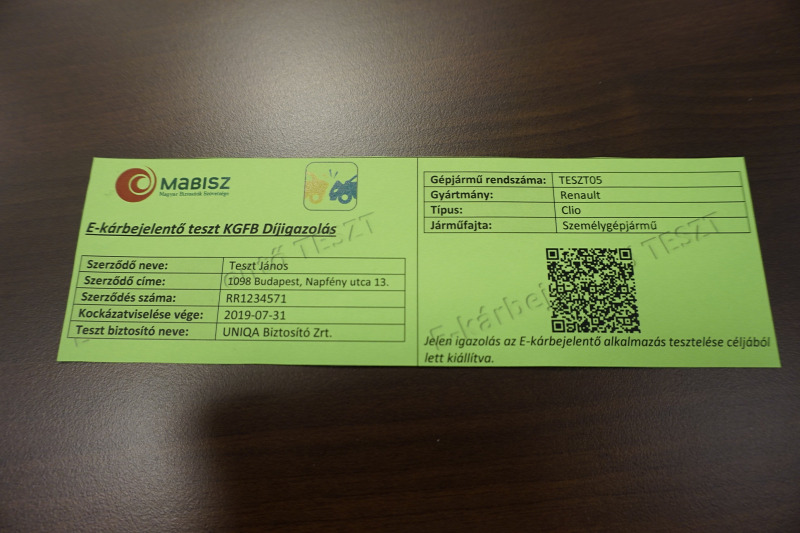 MABISZ
Magyar Biztosítók Szövetsége
E-kárbejelentő teszt KGFB Díjigazolás
Szerződő neve: Teszt János
Szerződő címe: 1098 Budapest, Napfény utca 13.
Szerződés száma: RR1234571
Kockázatviselése vége: 2019-07-31
Teszt biztosító neve: UNIQA Biztosító Zrt.
Gépjármű rendszáma: TESZT05
Gyártmány: Renault
Típus: Clio
Járműfajta: Személygépjármű
Jelen igazolás az E-kárbejelentő alkalmazás tesztelése céljából
lett kiállítva.
TESZT
E-kárbejelentő TESZT